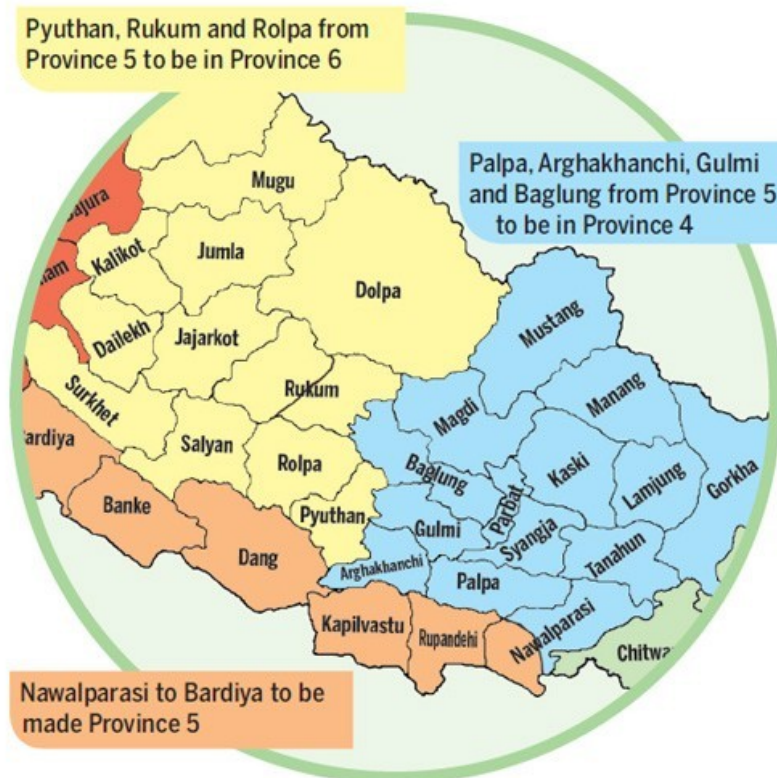 Pyuthan, Rukum and Rolpa from
Province 5 to be in Province 6
Palpa, Arghakhanchi, Gulmi
and Baglung from Province 5
to be in Province 4
Mugu
ajura
Kalikot
Jumla
Dolpa
Mustang
Dailekh
Jajarkot
Manang
Rukum
Magdi
Surkhet
Salyan
Rolpa
Baglung
Kaski
Lamjung
Gorkha
ardiya
Banke
Pyuthan
Gulmi
Parbat
Syangja
Dang
Tanahun
Arghakhanchi
Palpa
Kapilvastu
Rupandehi
Nawalparasi
Chitwa
Nawalparasi to Bardiya to be
made Province 5